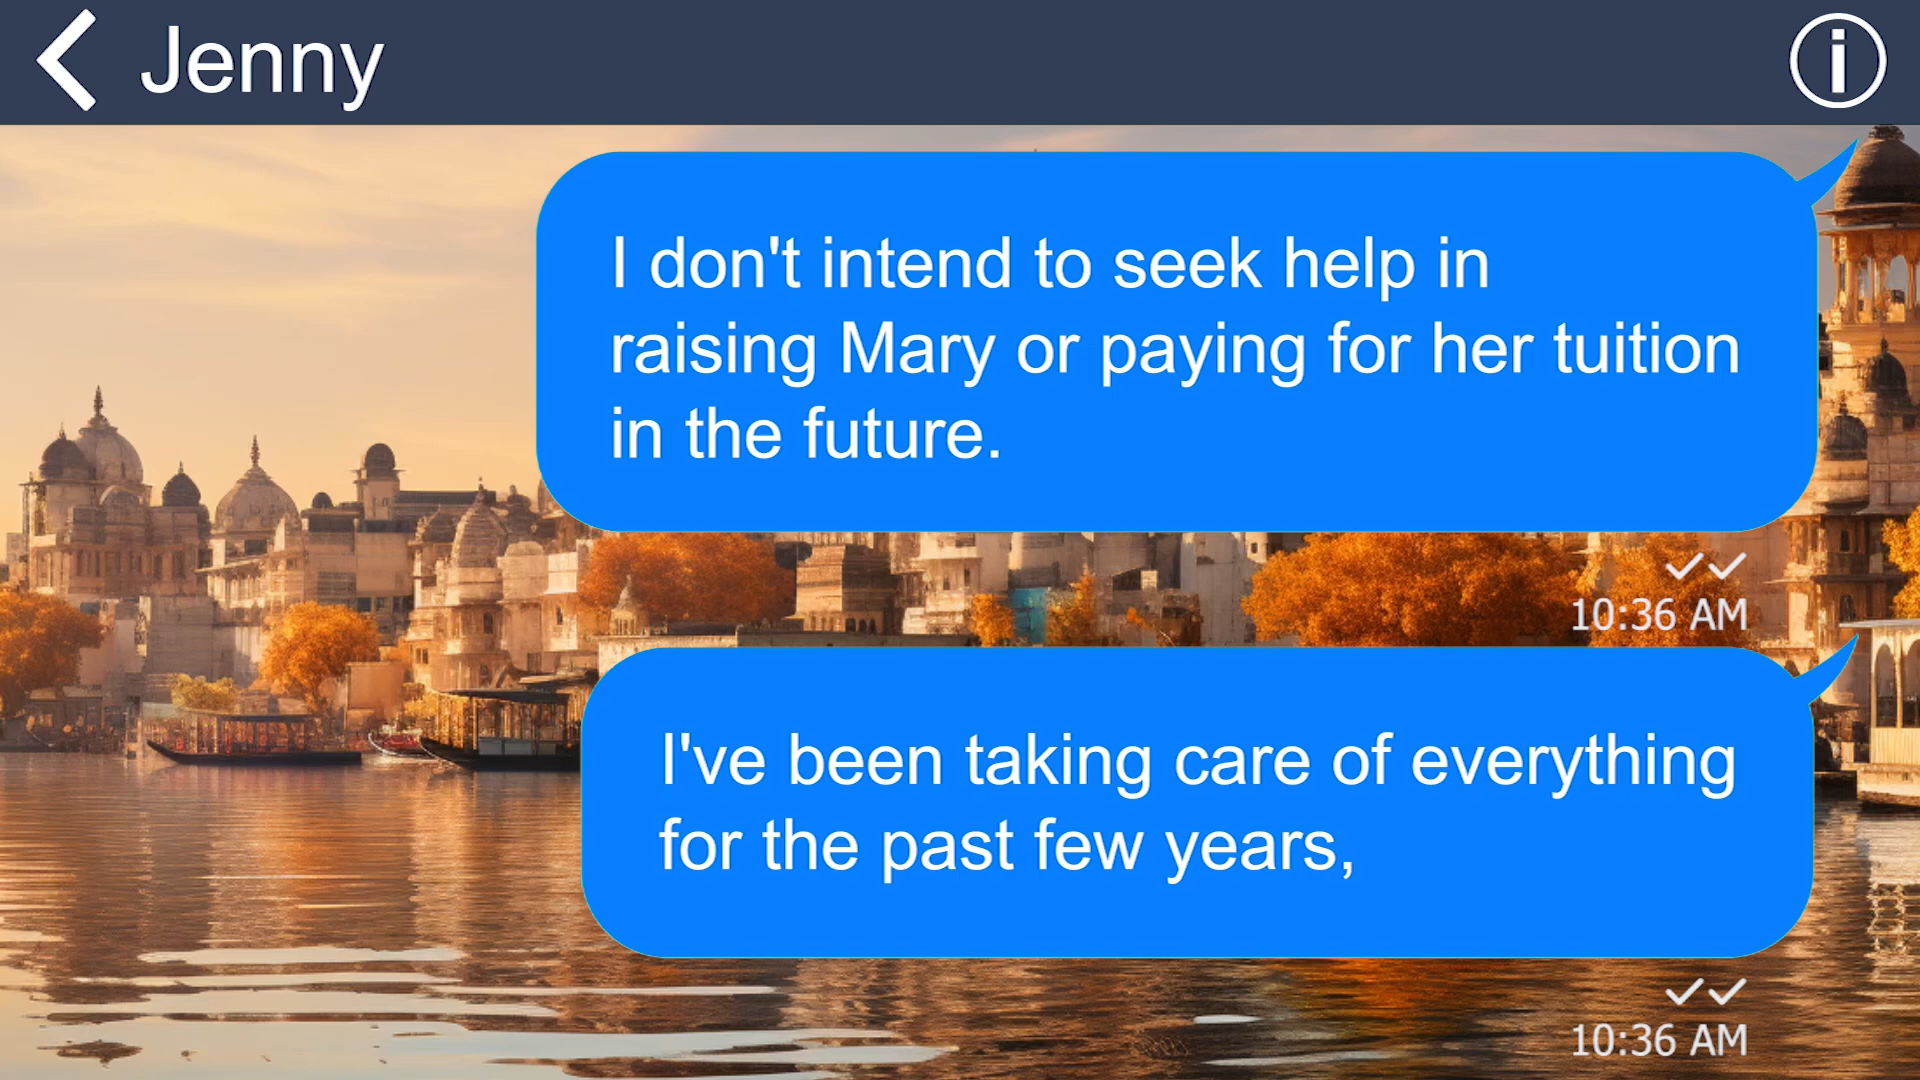 Jenny
I don't intend to seek help in
raising Mary or paying for her tuition
in the future.
10:36 AM
I've been taking care of everything
for the past few years,
10:36 AM